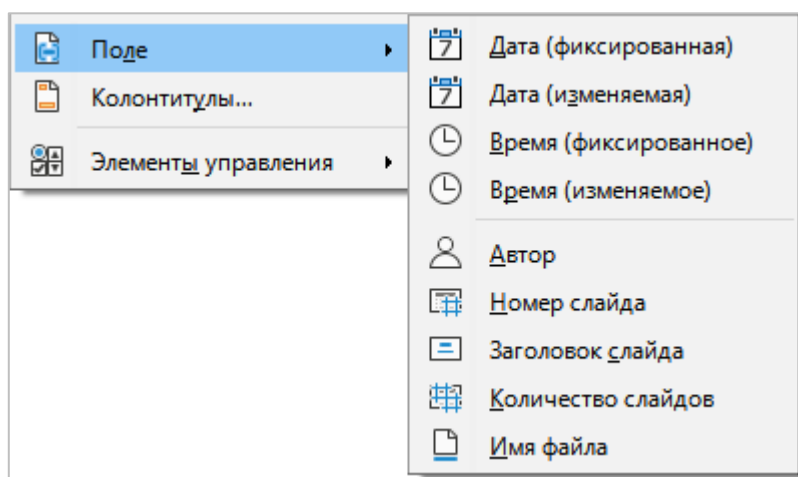 Поле
Колонтитулы...
Элементы управления
Дата (фиксированная)
Дата (изменяемая)
Время (фиксированное)
Время (изменяемое)
Автор
Номер слайда
Заголовок слайда
Количество слайдов
Имя файла